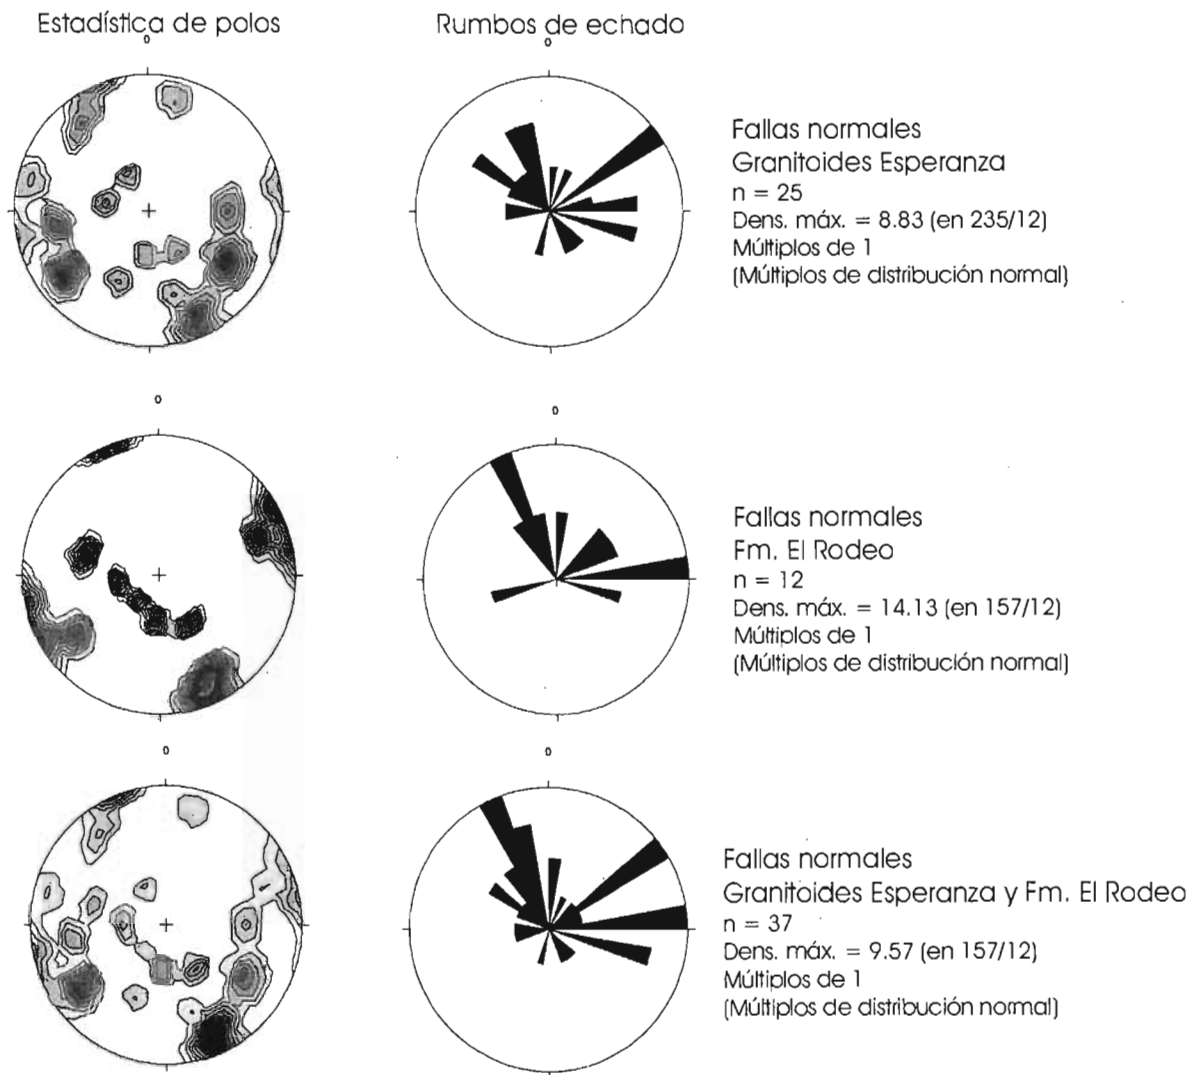 Estadística de polos
Rumbos de echado
0
0
Fallas normales
Granitoides Esperanza
n = 25
Dens. máx. = 8.83 (en 235/12)
Múltiplos de 1
(Múltiplos de distribución normal)
0
0
Fallas normales
Fm. El Rodeo
n = 12
Dens. máx. = 14.13 (en 157/12)
Múltiplos de 1
(Múltiplos de distribución normal)
0
0
Fallas normales
Granitoides Esperanza y Fm. El Rodeo
n = 37
Dens. máx. = 9.57 (en 157/12)
Múltiplos de 1
(Múltiplos de distribución normal)